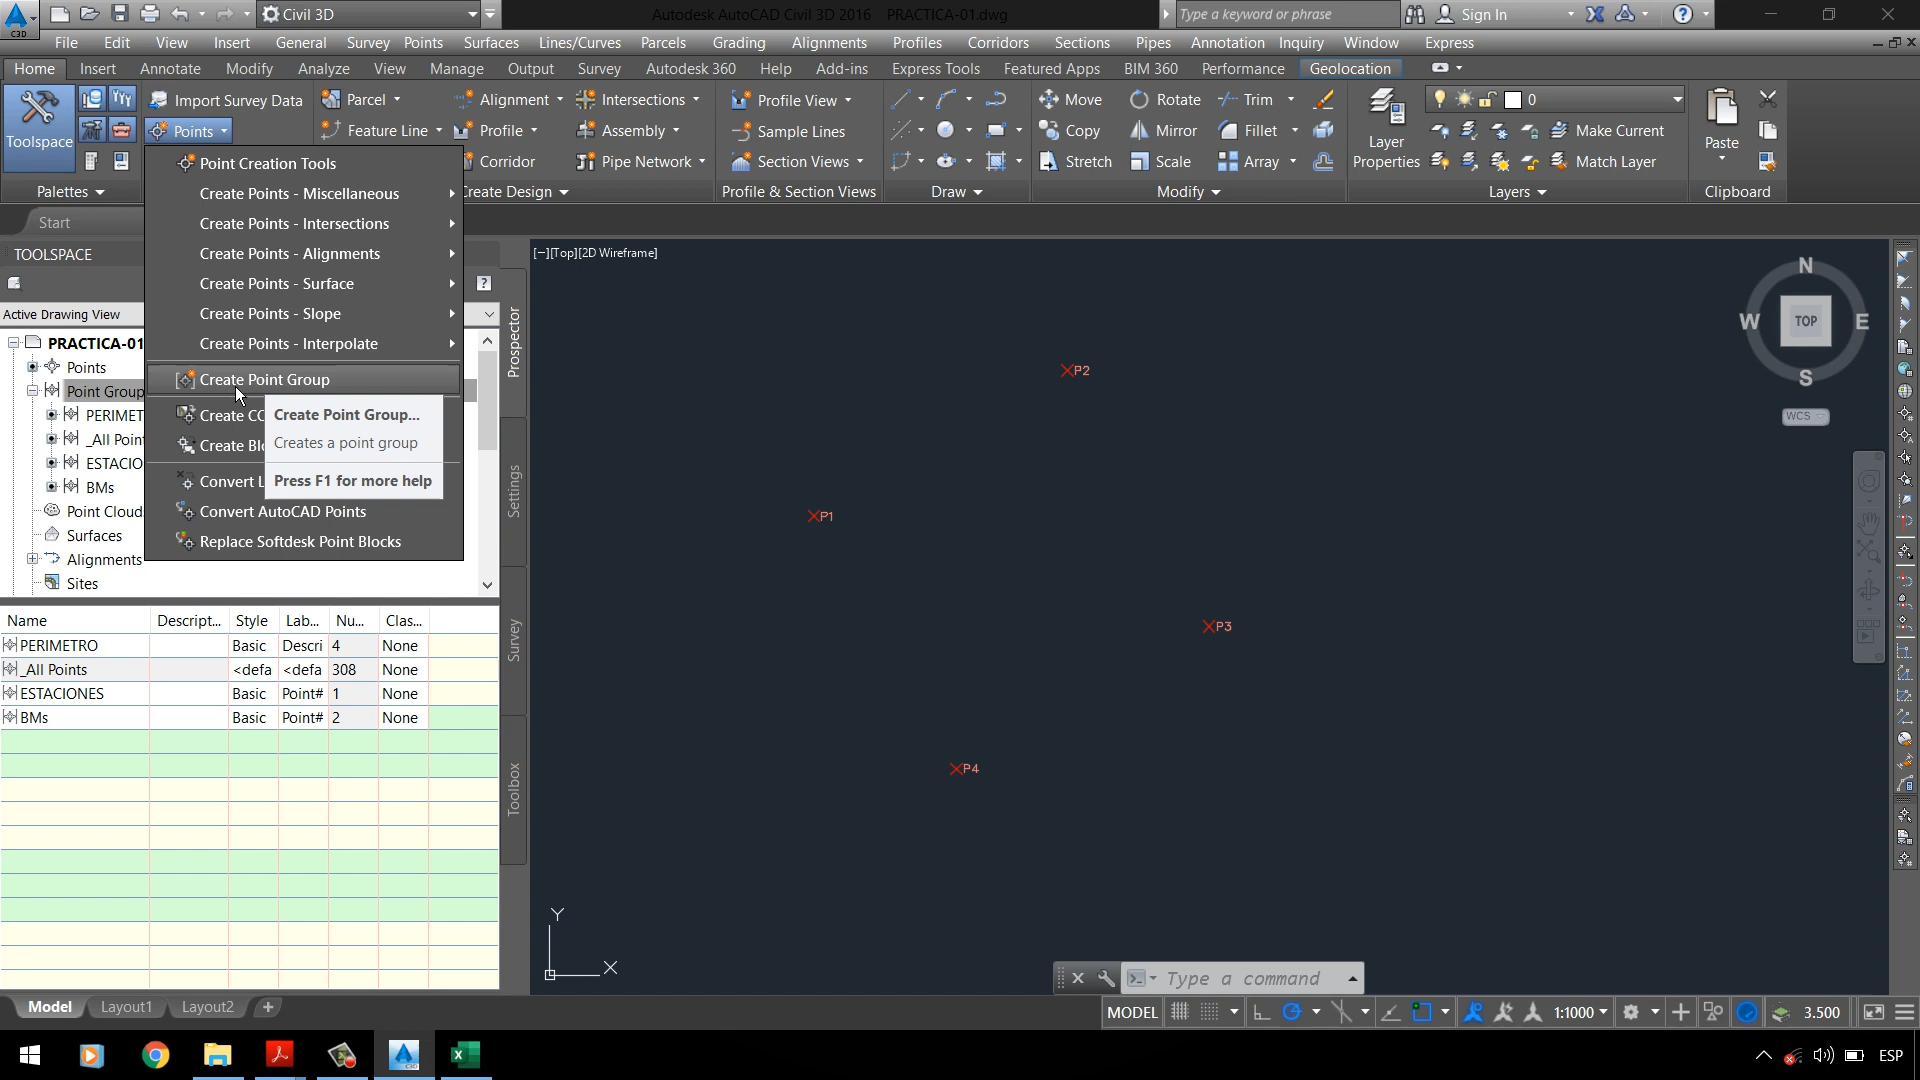 Civil 3D
Autodesk AutoCAD Civil 3D 2016 PRACTICA-01.dwg
Type a keyword or phrase
Sign In
C3D
File Edit View Insert General Survey Points Surfaces Lines/Curves Parcels Grading Alignments Profiles Corridors Sections Pipes Annotation Inquiry Window Express
Home Insert Annotate Modify Analyze View Manage Output Survey Autodesk 360 Help Add-ins Express Tools Featured Apps BIM 360 Performance Geolocation
Import Survey Data Parcel Alignment Intersections Profile View Move Rotate Trim 0
Toolspace Points Feature Line Profile Assembly Sample Lines Copy Mirror Fillet Layer Properties Make Current Paste
Corridor Pipe Network Section Views Stretch Scale Array Match Layer
Palettes Create Design Profile & Section Views Draw Modify Layers Clipboard
Start
TOOLSPACE
Active Drawing View
PRACTICA-01
Points
Point Group
PERIMET
_All Poin
ESTACIO
BMs
Point Cloud
Surfaces
Alignments
Sites
Point Creation Tools
Create Points - Miscellaneous
Create Points - Intersections
Create Points - Alignments
Create Points - Surface
Create Points - Slope
Create Points - Interpolate
Create Point Group
Create CO
Create Blo
Convert L
Convert AutoCAD Points
Replace Softdesk Point Blocks
Create Point Group...
Creates a point group
Press F1 for more help
Prospector
Settings
Survey
Toolbox
Name Descript... Style Lab... Nu... Clas...
PERIMETRO Basic Descri 4 None
_All Points <defa <defa 308 None
ESTACIONES Basic Point# 1 None
BMs Basic Point# 2 None
[−][Top][2D Wireframe]
P2
P1
P3
P4
N
W TOP E
S
WCS
Y
X
Type a command
Model Layout1 Layout2 +
MODEL 1:1000 3.500
C3D
ESP